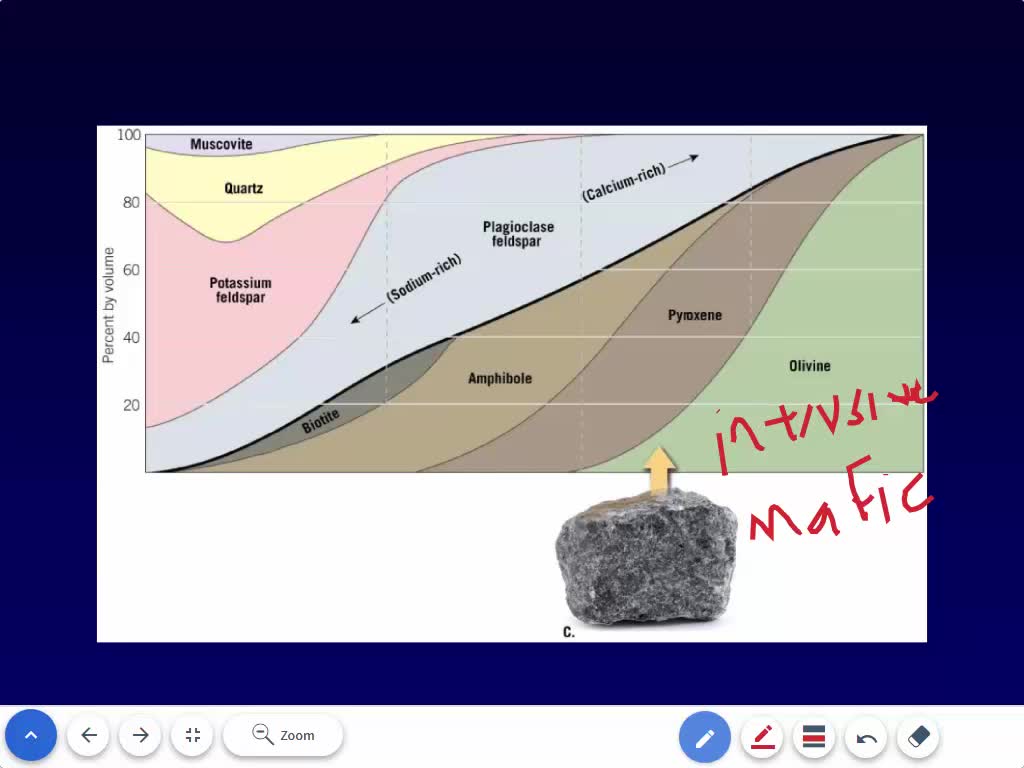 100
Muscovite
Quartz
80
(Calcium-rich)
Plagioclase
feldspar
Percent by volume
60
Potassium
feldspar
(Sodium-rich)
40
Pyroxene
Amphibole
Olivine
20
Biotite
intrusive
mafic
C.
Zoom